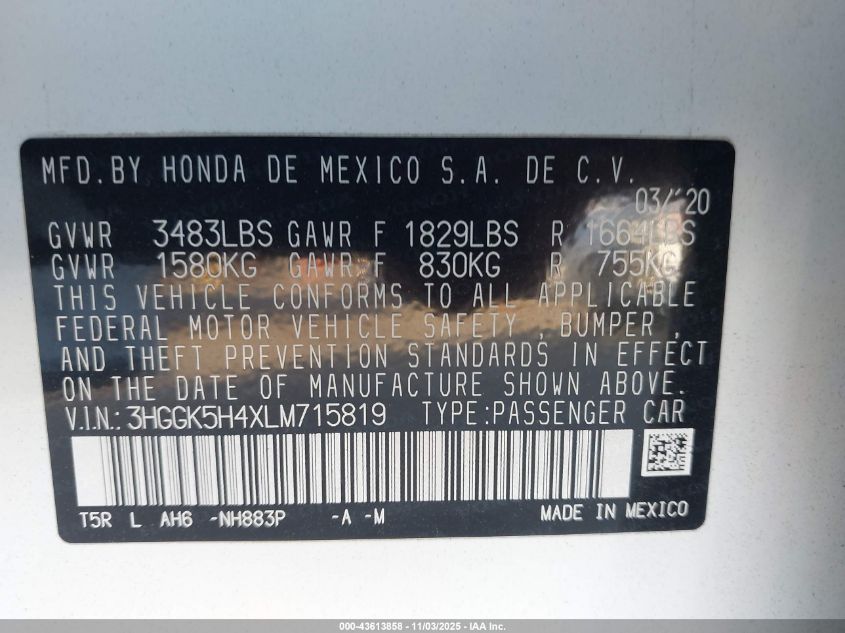 MFD.BY HONDA DE MEXICO S.A. DE C.V.
03/'20
GVWR 3483LBS GAWR F 1829LBS R 1664LBS
GVWR 1580KG GAWR F 830KG R 755KG
THIS VEHICLE CONFORMS TO ALL APPLICABLE
FEDERAL MOTOR VEHICLE SAFETY , BUMPER ,
AND THEFT PREVENTION STANDARDS IN EFFECT
ON THE DATE OF MANUFACTURE SHOWN ABOVE.
V.I.N.: 3HGGK5H4XLM715819 TYPE:PASSENGER CAR
T5R L AH6 -NH883P -A -M MADE IN MEXICO
000-43613858 - 11/03/2025 - IAA Inc.